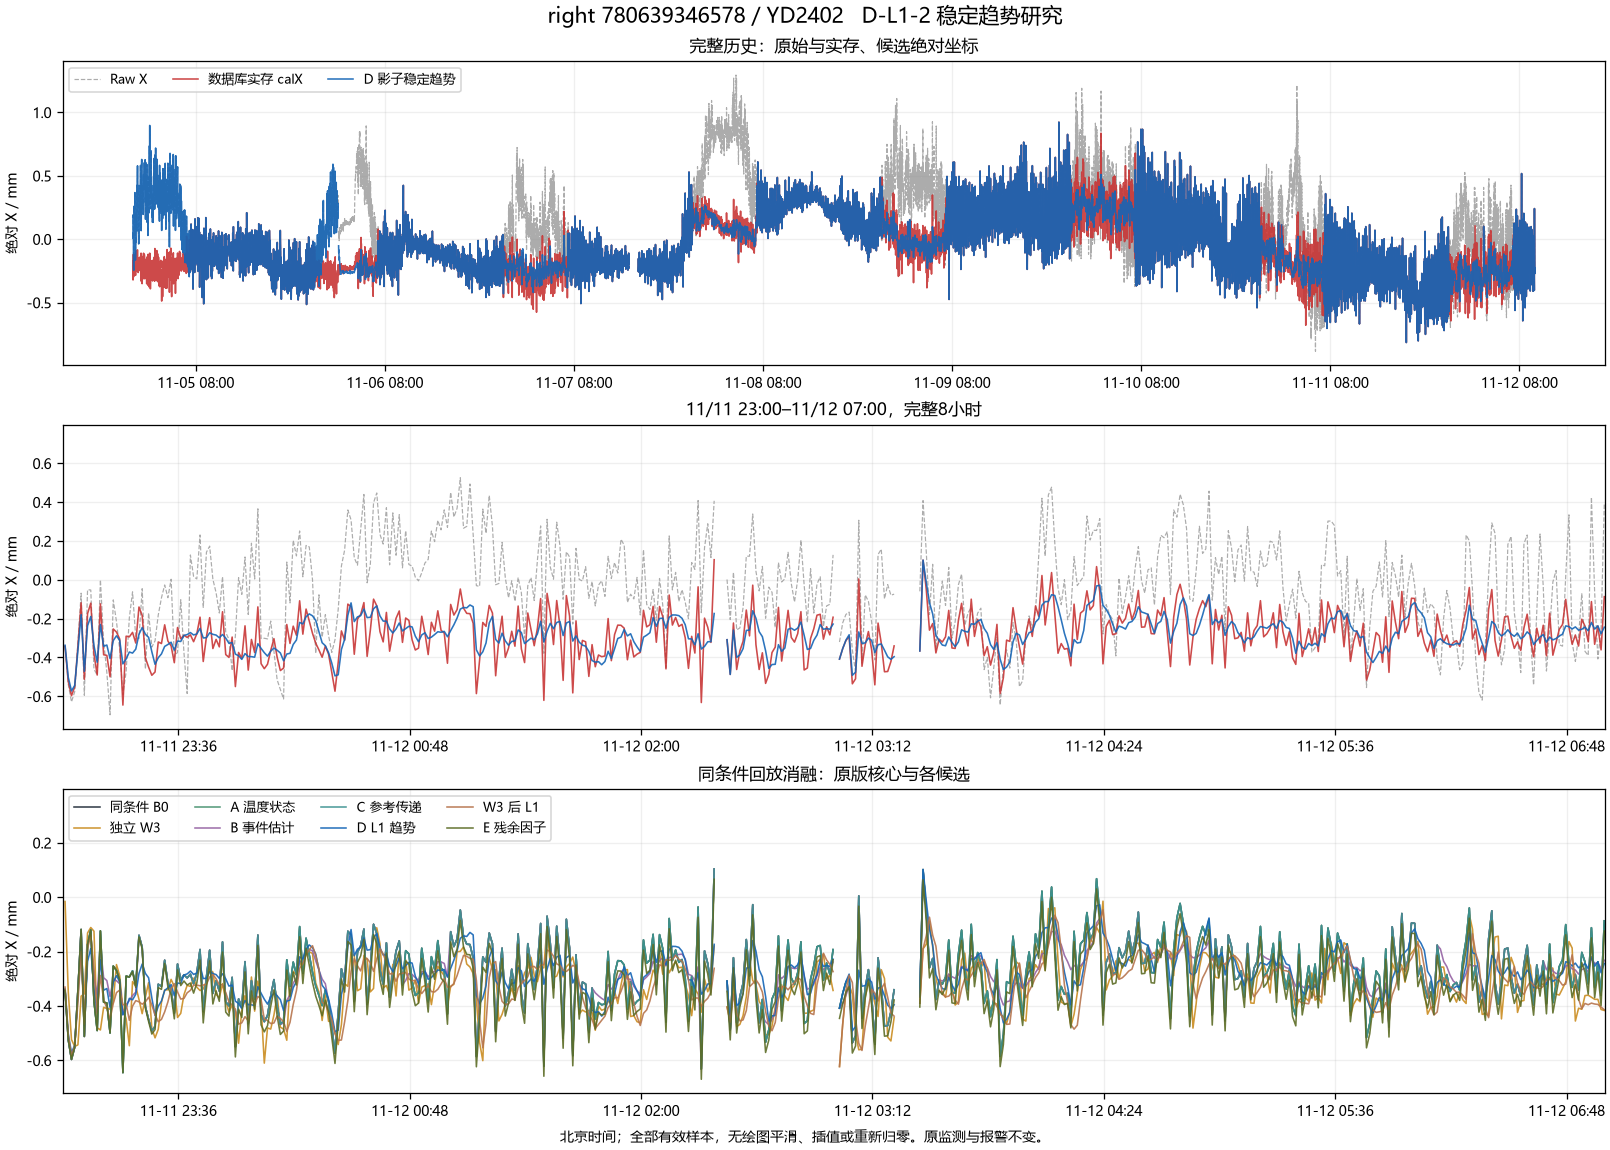 right 780639346578 / YD2402   D-L1-2 稳定趋势研究
完整历史：原始与实存、候选绝对坐标
Raw X
数据库实存 calX
D 影子稳定趋势
绝对 X / mm
1.0
0.5
0.0
-0.5
11-05 08:00
11-06 08:00
11-07 08:00
11-08 08:00
11-09 08:00
11-10 08:00
11-11 08:00
11-12 08:00
11/11 23:00–11/12 07:00，完整8小时
绝对 X / mm
0.6
0.4
0.2
0.0
-0.2
-0.4
-0.6
11-11 23:36
11-12 00:48
11-12 02:00
11-12 03:12
11-12 04:24
11-12 05:36
11-12 06:48
同条件回放消融：原版核心与各候选
同条件 B0
A 温度状态
C 参考传递
W3 后 L1
独立 W3
B 事件估计
D L1 趋势
E 残余因子
绝对 X / mm
0.2
0.0
-0.2
-0.4
-0.6
11-11 23:36
11-12 00:48
11-12 02:00
11-12 03:12
11-12 04:24
11-12 05:36
11-12 06:48
北京时间；全部有效样本，无绘图平滑、插值或重新归零。原监测与报警不变。